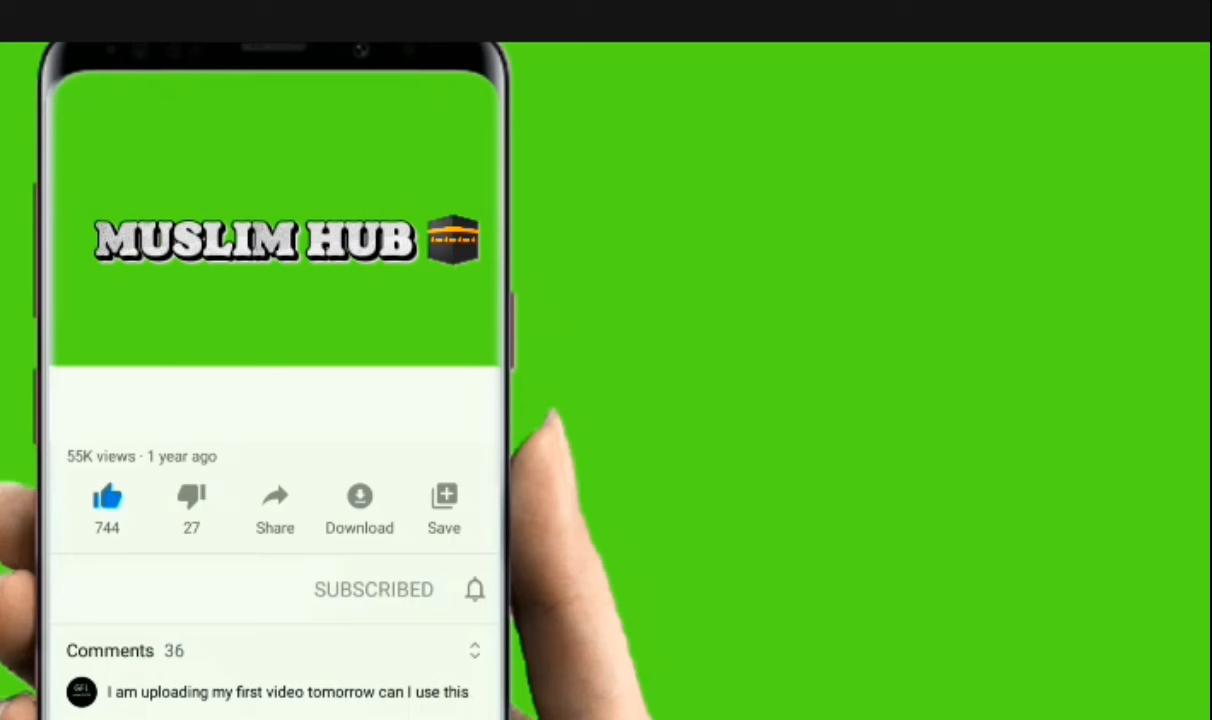 MUSLIM HUB
55K views · 1 year ago
744 27 Share Download Save
SUBSCRIBED
Comments 36
I am uploading my first video tomorrow can I use this